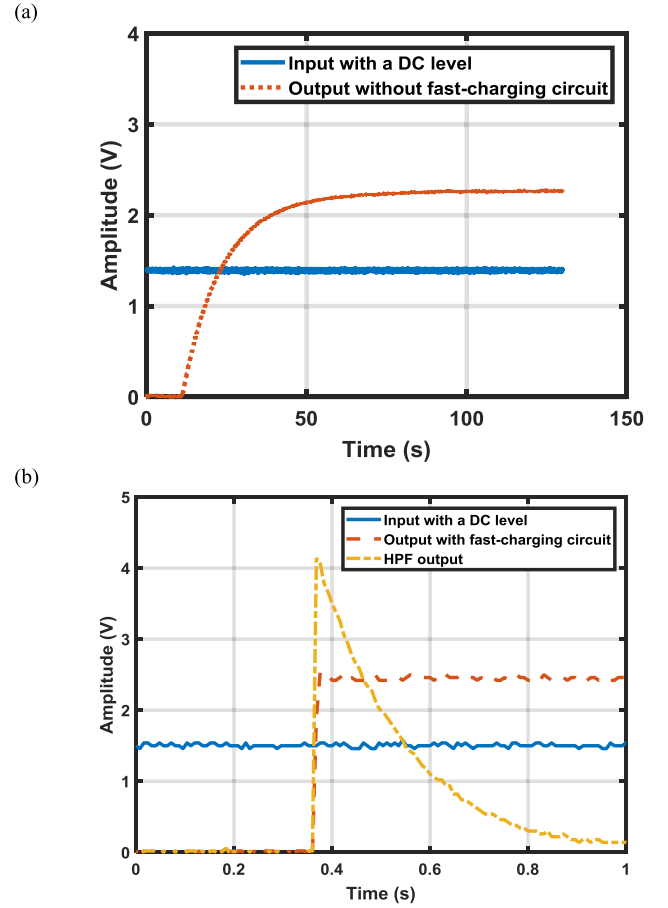 (a)
4
3
2
1
0
Amplitude (V)
Input with a DC level
Output without fast-charging circuit
0 50 100 150
Time (s)
(b)
5
4
3
2
1
0
Amplitude (V)
Input with a DC level
Output with fast-charging circuit
HPF output
0 0.2 0.4 0.6 0.8 1
Time (s)